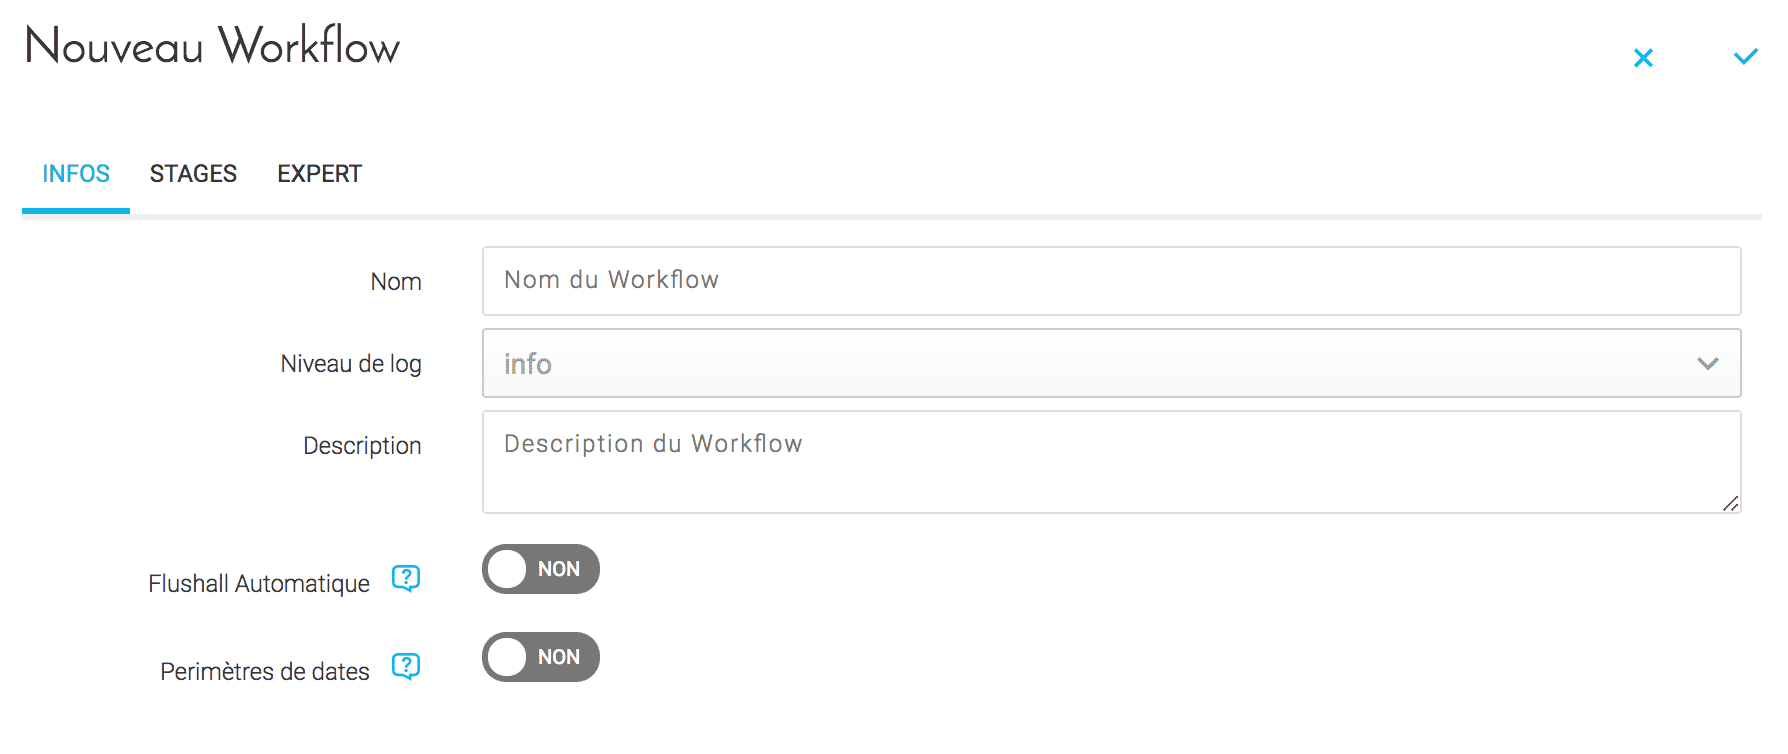 Nouveau Workflow
INFOS STAGES EXPERT
Nom
Nom du Workflow
Niveau de log
info
Description
Description du Workflow
Flushall Automatique ?
NON
Perimètres de dates ?
NON